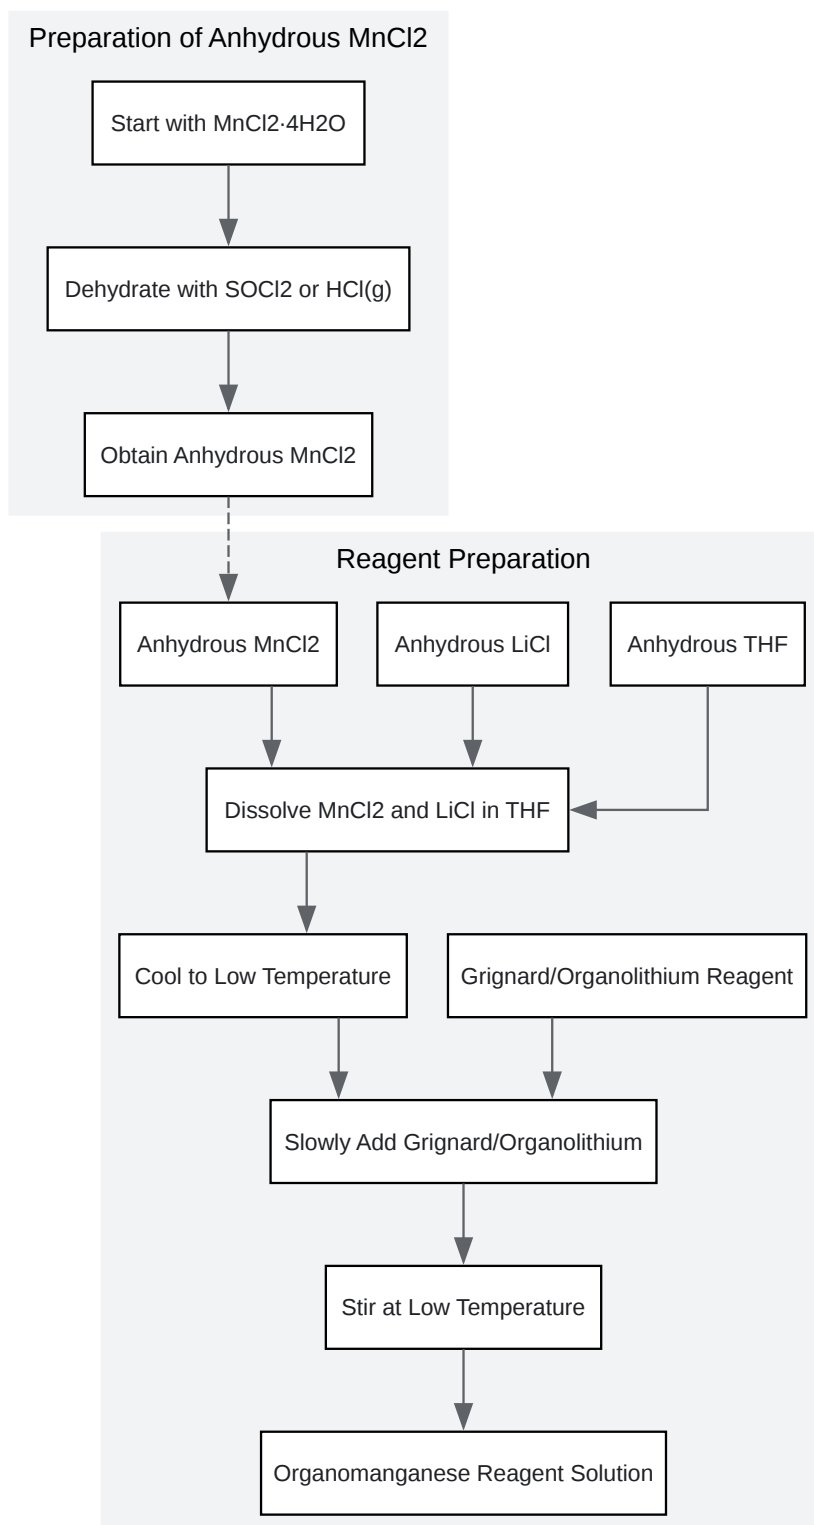 Preparation of Anhydrous MnCl2
Start with MnCl2·4H2O
Dehydrate with SOCl2 or HCl(g)
Obtain Anhydrous MnCl2
Reagent Preparation
Anhydrous MnCl2
Anhydrous LiCl
Anhydrous THF
Dissolve MnCl2 and LiCl in THF
Cool to Low Temperature
Grignard/Organolithium Reagent
Slowly Add Grignard/Organolithium
Stir at Low Temperature
Organomanganese Reagent Solution